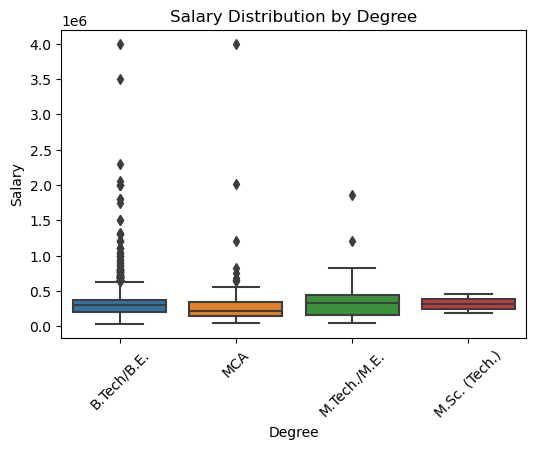 Salary Distribution by Degree
1e6
4.0
3.5
3.0
2.5
2.0
1.5
1.0
0.5
0.0
Salary
B.Tech/B.E.
MCA
M.Tech./M.E.
M.Sc. (Tech.)
Degree